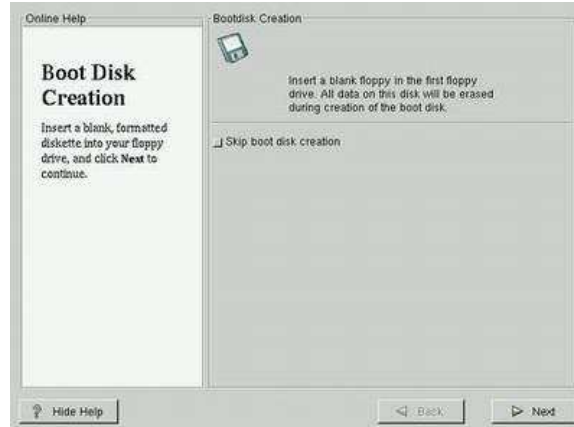 Online Help
Boot Disk
Creation
Insert a blank, formatted
diskette into your floppy
drive, and click Next to
continue.
Bootdisk Creation
Insert a blank floppy in the first floppy
drive. All data on this disk will be erased
during creation of the boot disk.
Skip boot disk creation
? Hide Help
Back
Next